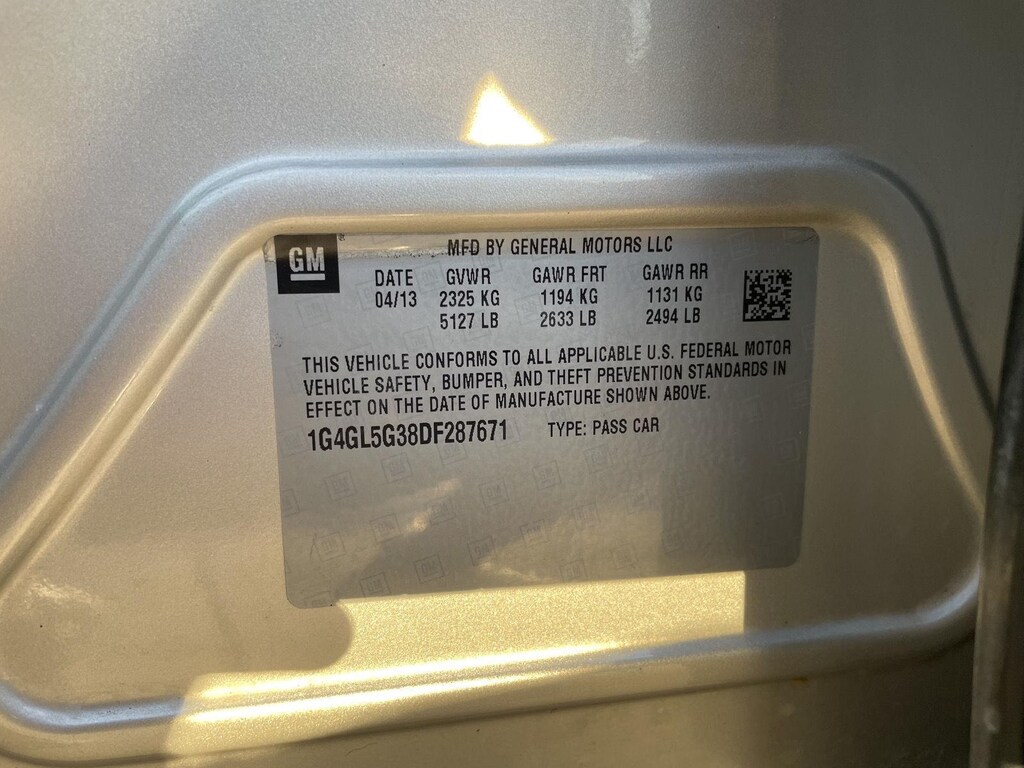 GM ® MFD BY GENERAL MOTORS LLC
DATE GVWR GAWR FRT GAWR RR
04/13 2325 KG 1194 KG 1131 KG
5127 LB 2633 LB 2494 LB
THIS VEHICLE CONFORMS TO ALL APPLICABLE U.S. FEDERAL MOTOR
VEHICLE SAFETY, BUMPER, AND THEFT PREVENTION STANDARDS IN
EFFECT ON THE DATE OF MANUFACTURE SHOWN ABOVE.
1G4GL5G38DF287671 TYPE: PASS CAR